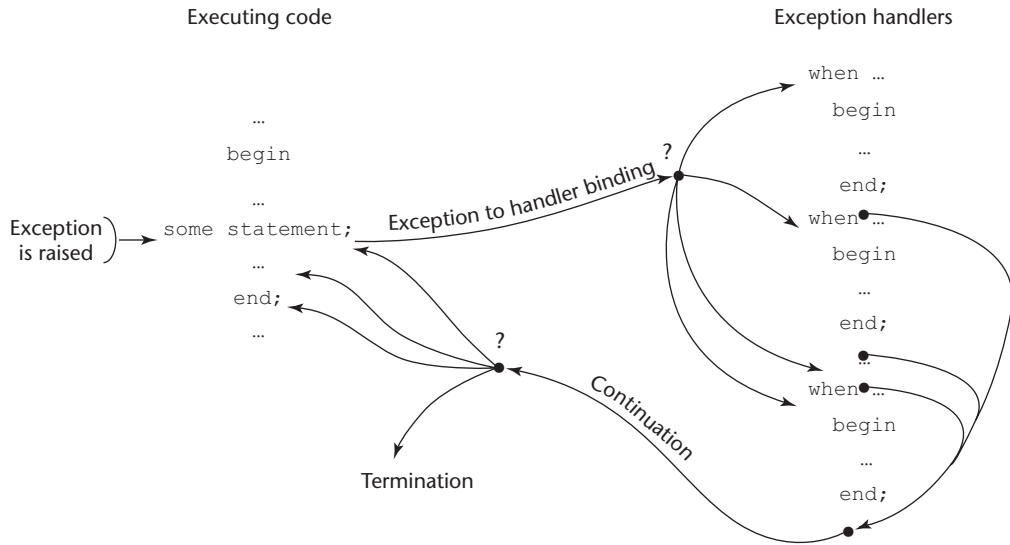 Executing code
Exception handlers
…
begin
…
Exception
is raised
some statement;
…
end;
…
Exception to handler binding
?
when …
begin
…
end;
when …
begin
…
end;
…
when …
begin
…
end;
?
Continuation
Termination